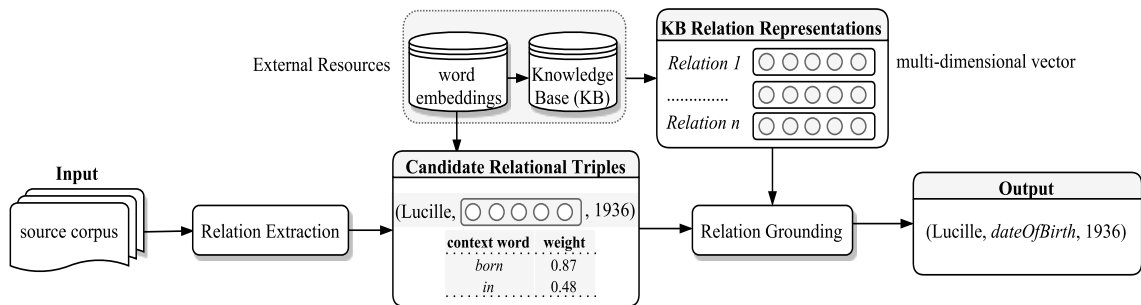 External Resources
word
embeddings
Knowledge
Base (KB)
KB Relation Representations
Relation 1
..............
Relation n
multi-dimensional vector
Input
source corpus
Relation Extraction
Candidate Relational Triples
(Lucille, , 1936)
context word weight
born 0.87
in 0.48
Relation Grounding
Output
(Lucille, dateOfBirth, 1936)